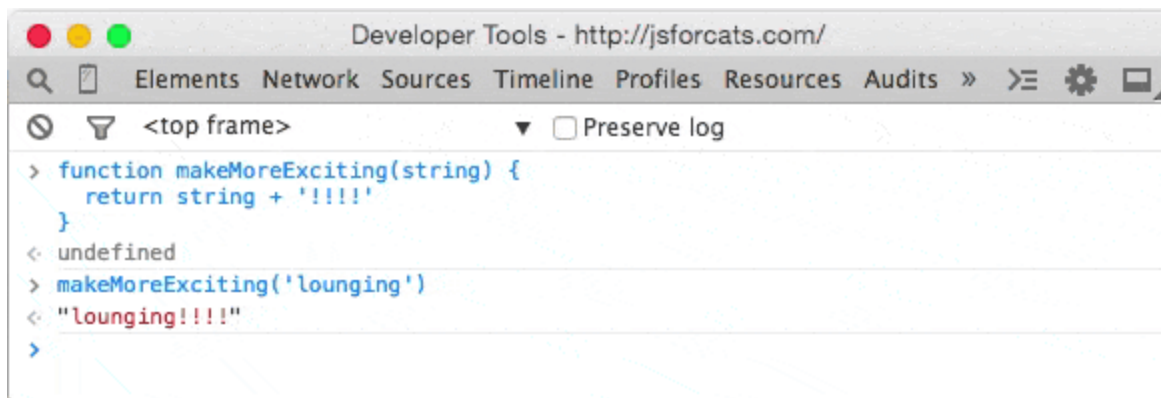 Developer Tools - http://jsforcats.com/
Elements Network Sources Timeline Profiles Resources Audits »
<top frame> ▼ Preserve log
> function makeMoreExciting(string) {
return string + '!!!!'
}
<· undefined
> makeMoreExciting('lounging')
<· "lounging!!!!"
>